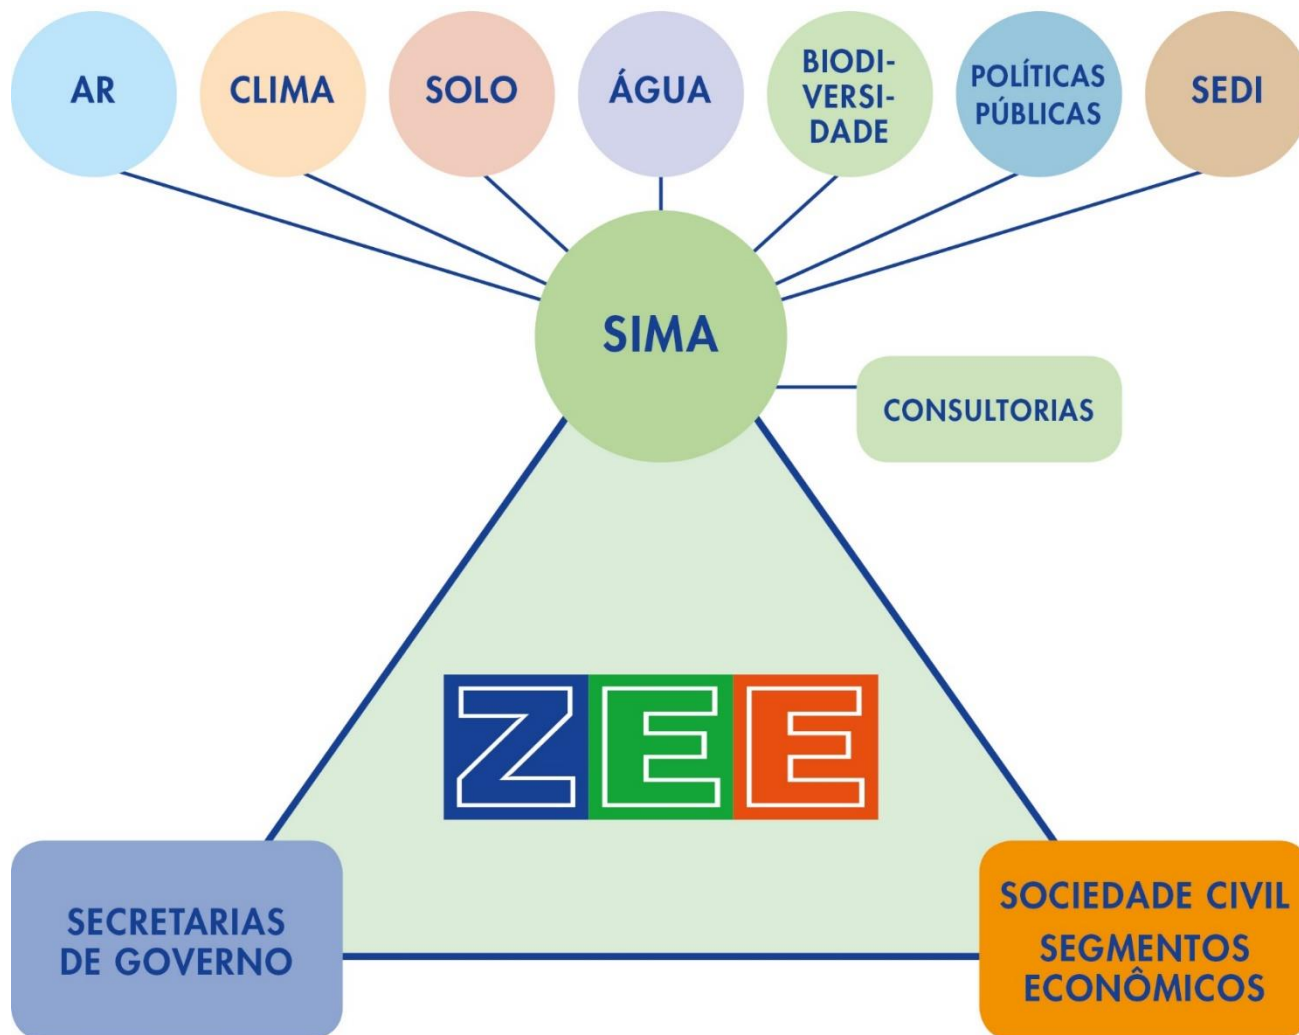 AR
CLIMA
SOLO
ÁGUA
BIODI-
VERSI-
DADE
POLÍTICAS
PÚBLICAS
SEDI
SIMA
CONSULTORIAS
ZEE
SECRETARIAS
DE GOVERNO
SOCIEDADE CIVIL
SEGMENTOS
ECONÔMICOS